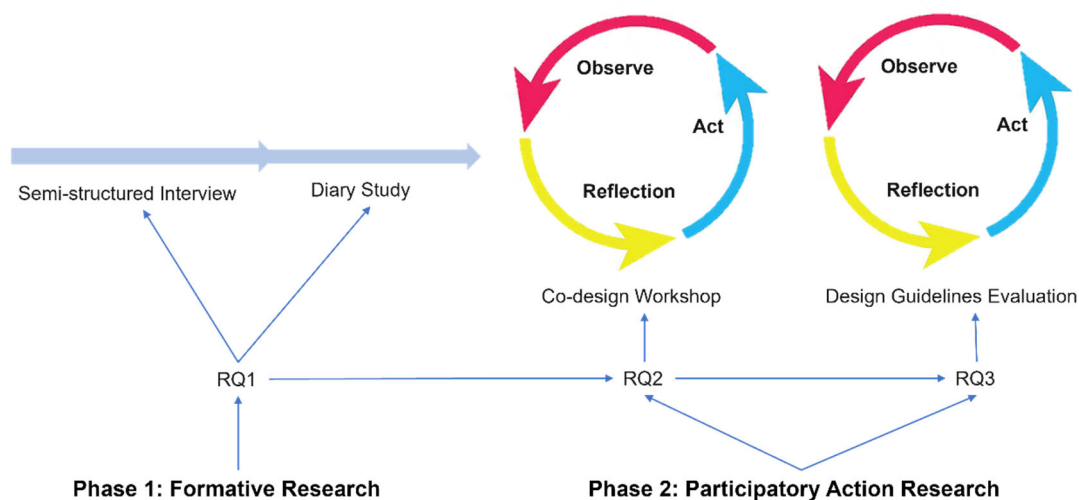 Observe
Act
Reflection
Observe
Act
Reflection
Semi-structured Interview
Diary Study
Co-design Workshop
Design Guidelines Evaluation
RQ1
RQ2
RQ3
Phase 1: Formative Research
Phase 2: Participatory Action Research